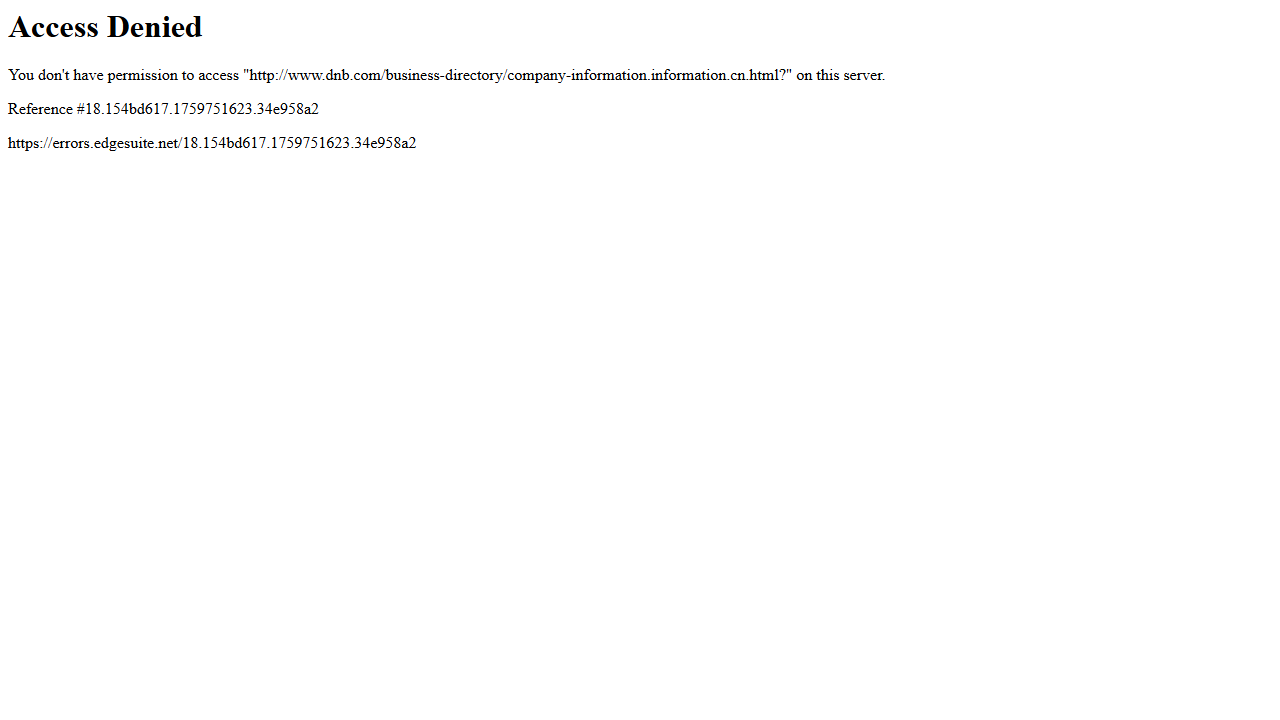 Access Denied
You don't have permission to access "http://www.dnb.com/business-directory/company-information.information.cn.html?" on this server.
Reference #18.154bd617.1759751623.34e958a2
https://errors.edgesuite.net/18.154bd617.1759751623.34e958a2